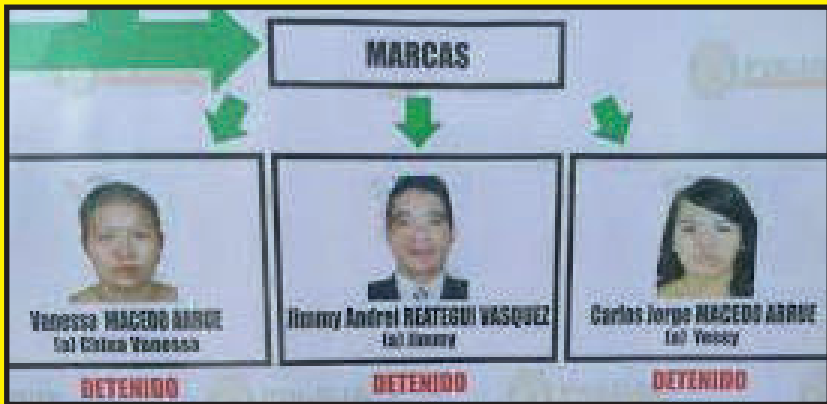 MARCAS
Vanessa MACEDO ARRUE
(a) China Vanessa
DETENIDO
Jimmy Andrei REATEGUI VASQUEZ
(a) Jimmy
DETENIDO
Carlos Jorge MACEDO ARRUE
(a) Yessy
DETENIDO